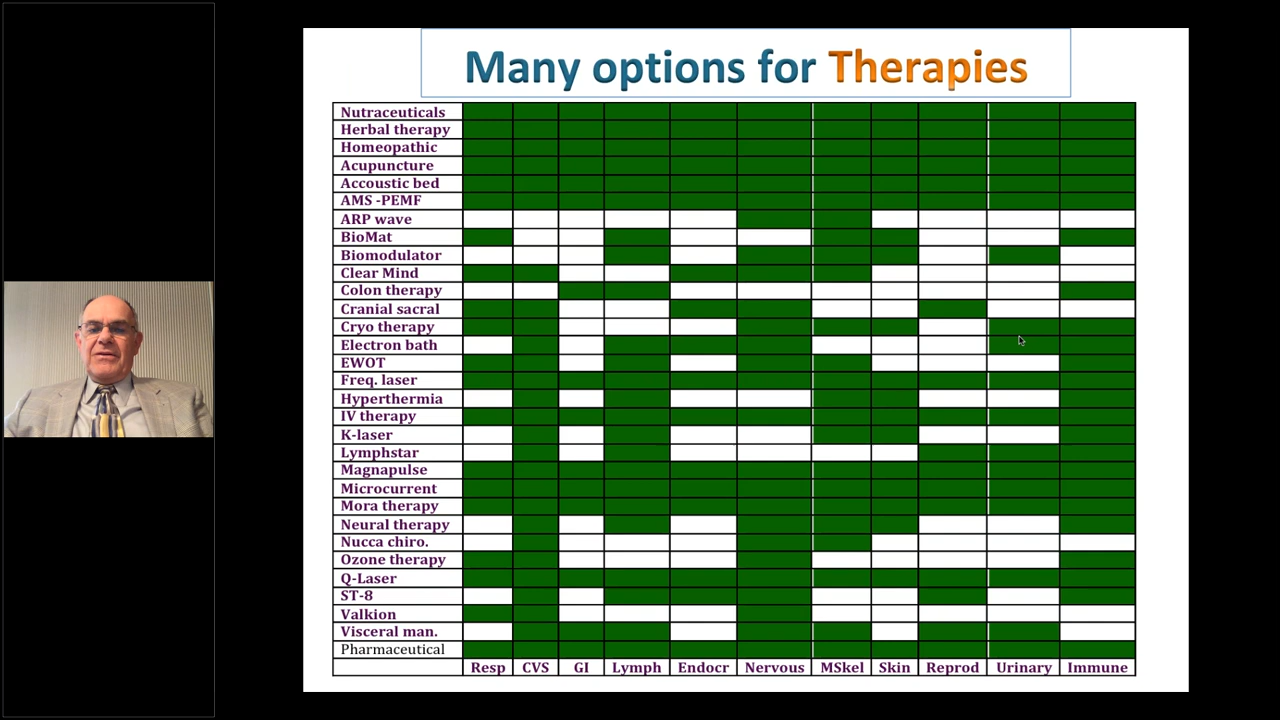 Many options for Therapies
Nutraceuticals
Herbal therapy
Homeopathic
Acupuncture
Accoustic bed
AMS -PEMF
ARP wave
BioMat
Biomodulator
Clear Mind
Colon therapy
Cranial sacral
Cryo therapy
Electron bath
EWOT
Freq. laser
Hyperthermia
IV therapy
K-laser
Lymphstar
Magnapulse
Microcurrent
Mora therapy
Neural therapy
Nucca chiro.
Ozone therapy
Q-Laser
ST-8
Valkion
Visceral man.
Pharmaceutical
Resp CVS GI Lymph Endocr Nervous MSkel Skin Reprod Urinary Immune